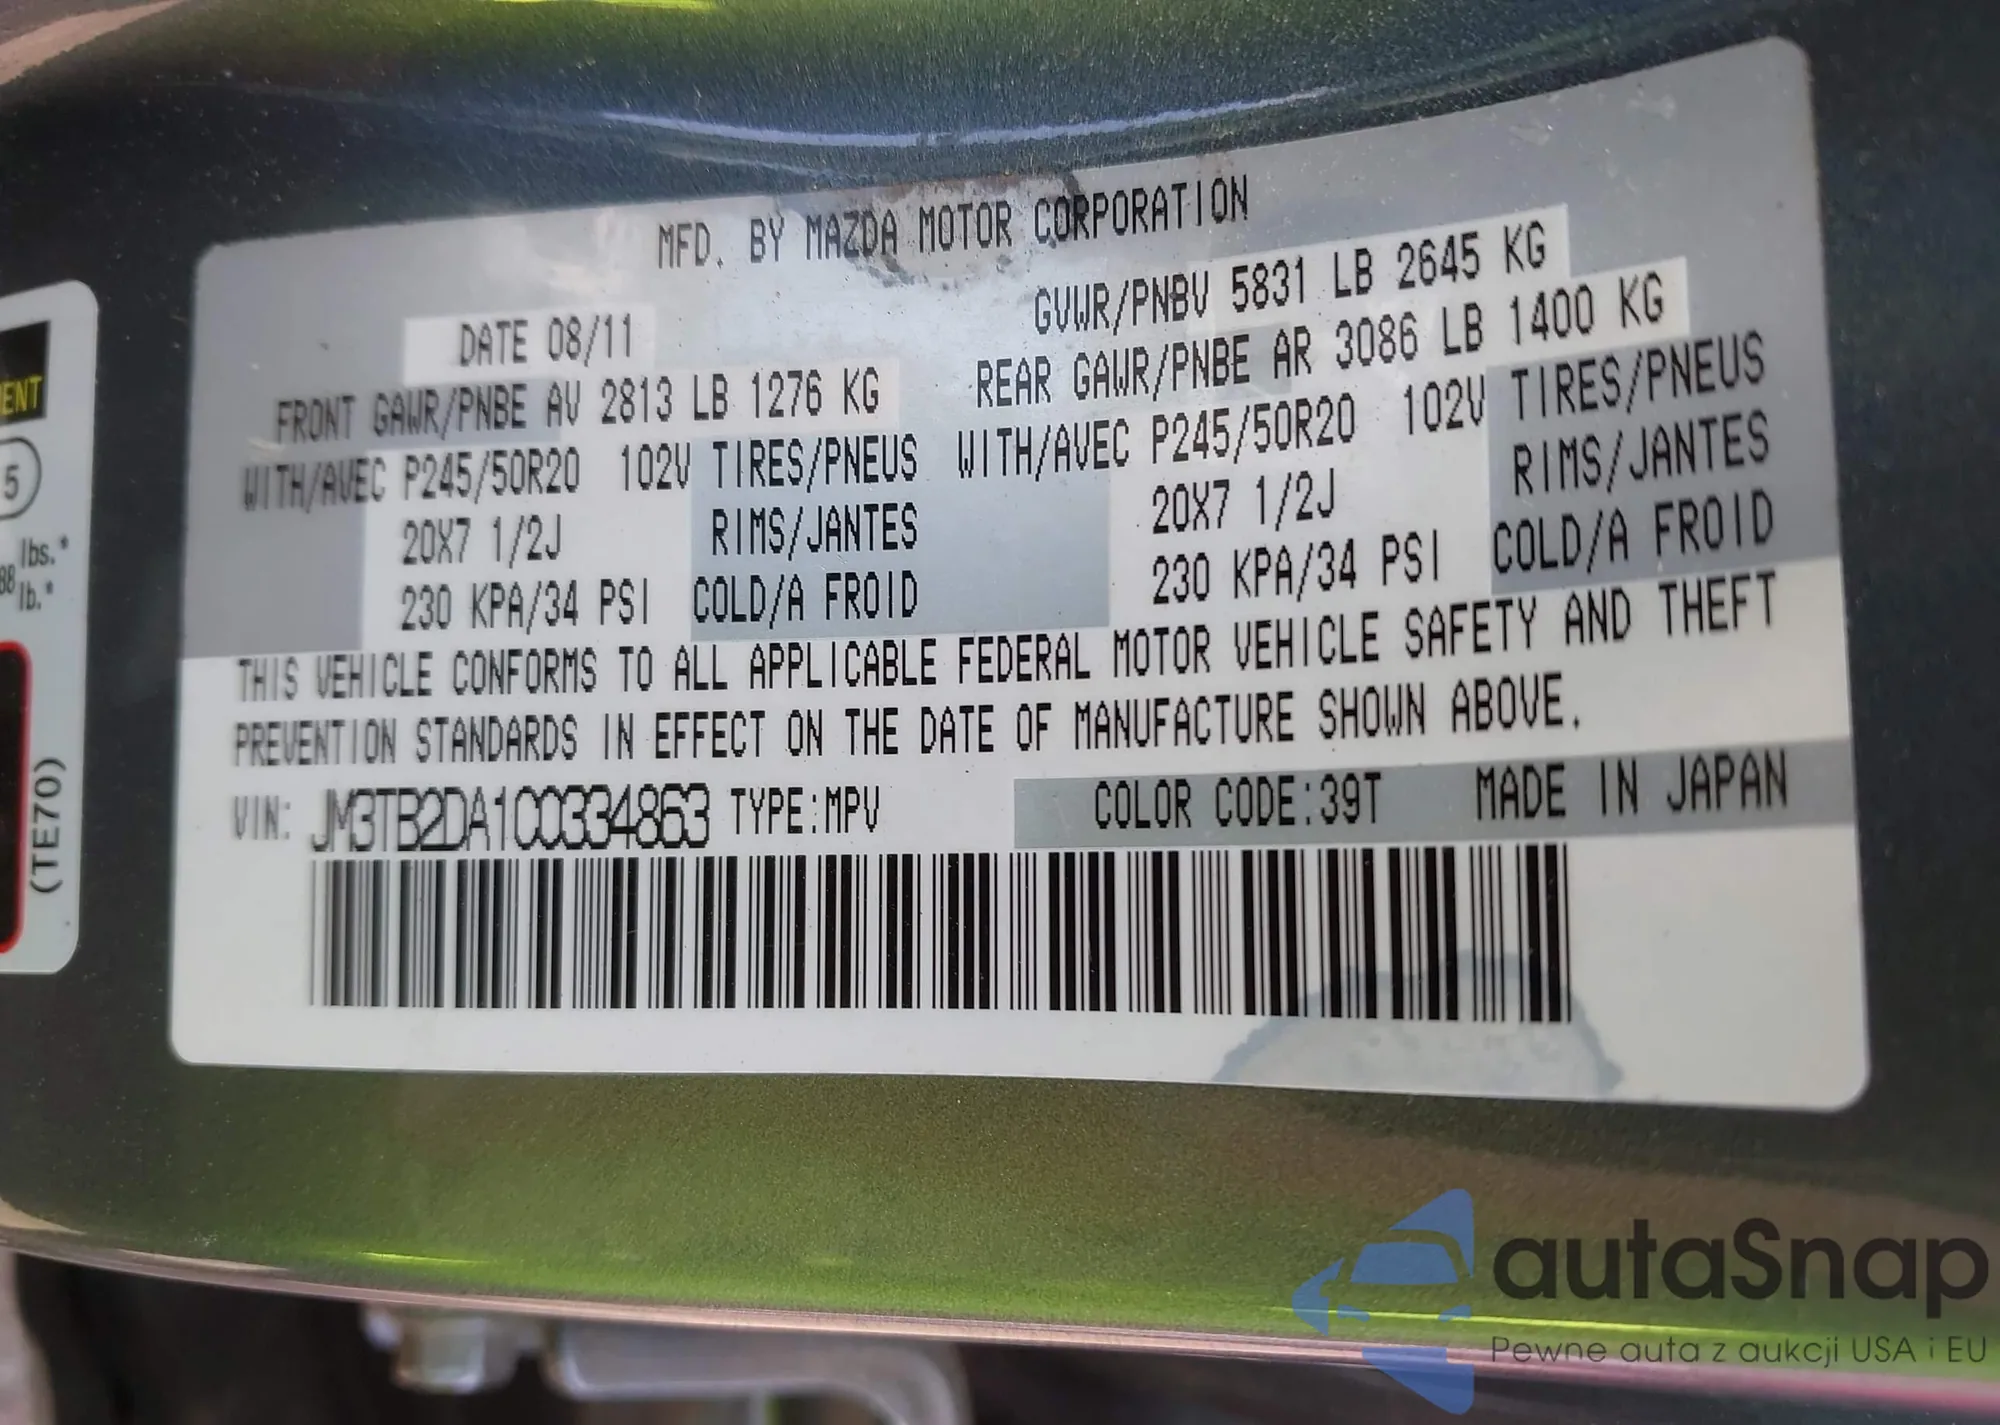 MFD. BY MAZDA MOTOR CORPORATION
DATE 08/11
GVWR/PNBV 5831 LB 2645 KG
FRONT GAWR/PNBE AV 2813 LB 1276 KG
REAR GAWR/PNBE AR 3086 LB 1400 KG
WITH/AVEC P245/50R20 102V TIRES/PNEUS
WITH/AVEC P245/50R20 102V TIRES/PNEUS
20X7 1/2J RIMS/JANTES
20X7 1/2J RIMS/JANTES
230 KPA/34 PSI COLD/A FROID
230 KPA/34 PSI COLD/A FROID
THIS VEHICLE CONFORMS TO ALL APPLICABLE FEDERAL MOTOR VEHICLE SAFETY AND THEFT
PREVENTION STANDARDS IN EFFECT ON THE DATE OF MANUFACTURE SHOWN ABOVE.
VIN: JM3TB2DA1C0334863 TYPE:MPV COLOR CODE:39T MADE IN JAPAN
5
lbs.*
lb.*
(TE70)
autaSnap
Pewne auta z aukcji USA i EU